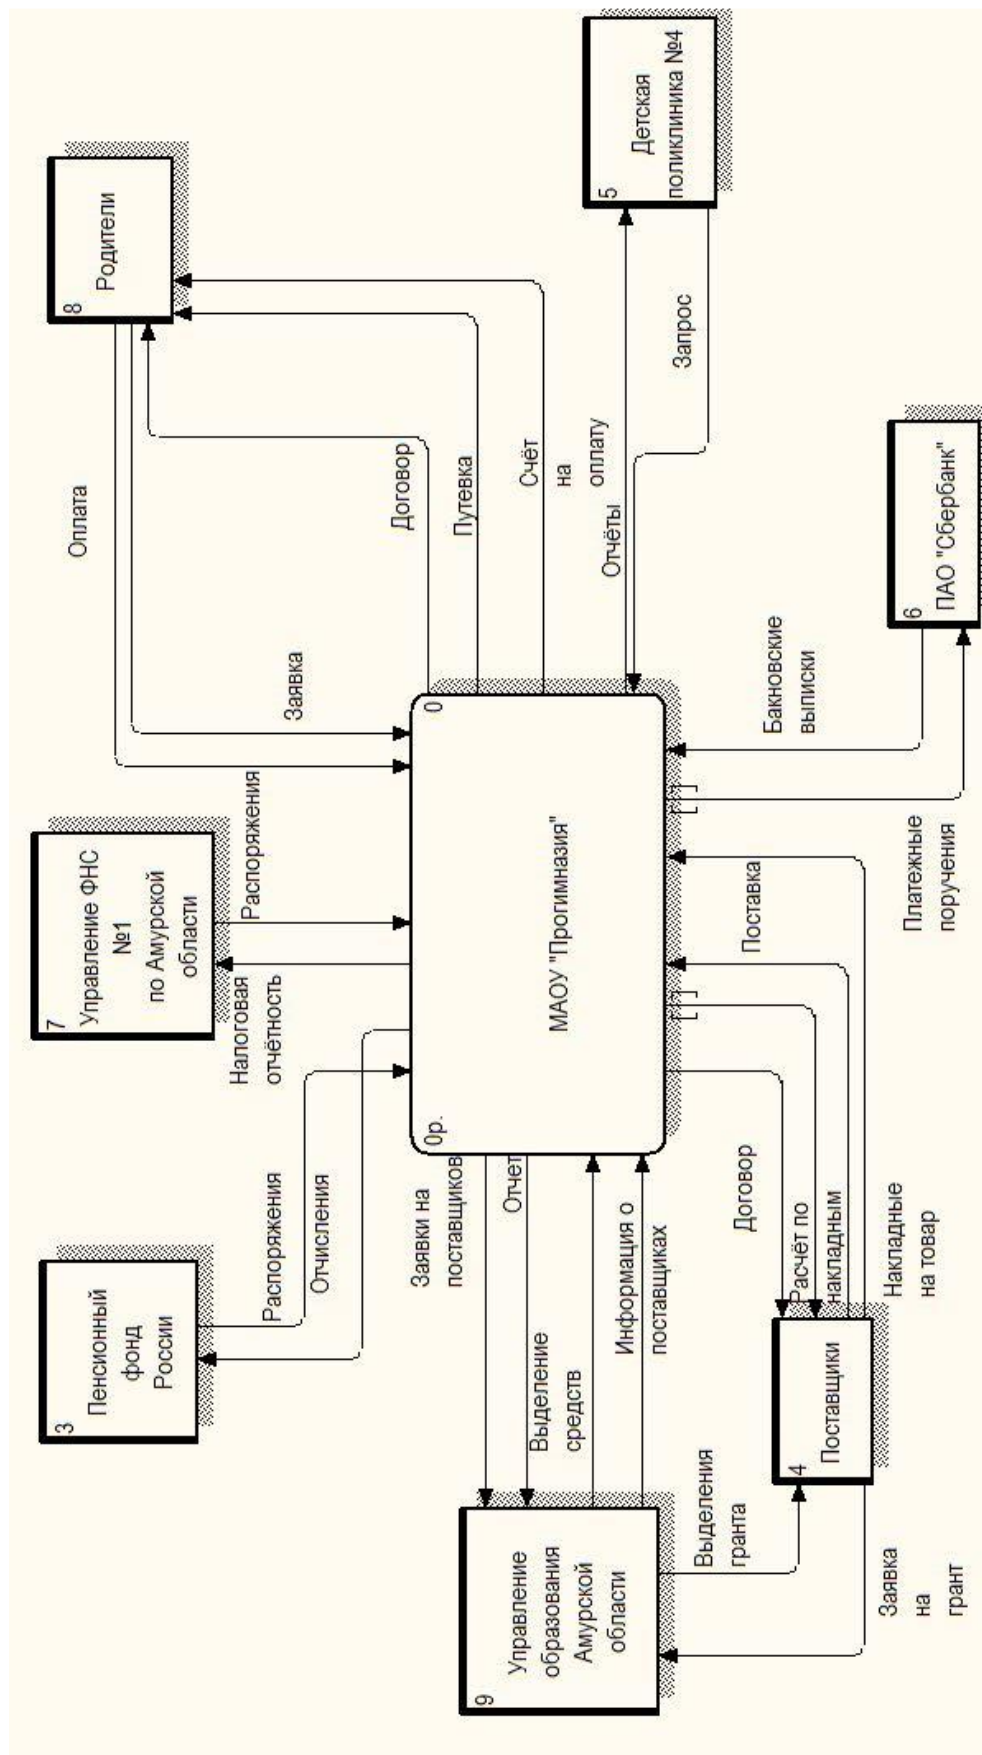 3
Пенсионный
фонд
России
7
Управление ФНС
№1
по Амурской
области
8
Родители
Оплата
Распоряжения
Отчисления
Налоговая
отчётность
Распоряжения
Заявка
Договор
Путевка
Счёт
на
оплату
Отчёты
Запрос
5
Детская
поликлиника №4
Заявки на
поставщиков
Отчет
Выделение
средств
Информация о
поставщиках
0р.
0
МАОУ "Прогимназия"
9
Управление
образования
Амурской
области
Выделения
гранта
Заявка
на
грант
4
Поставщики
Договор
Расчёт по
накладным
Накладные
на товар
Поставка
Бакновские
выписки
Платежные
поручения
6
ПАО "Сбербанк"